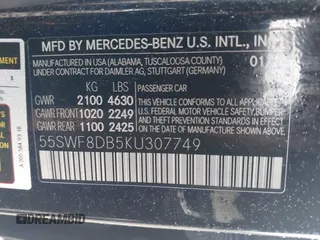 MFD BY MERCEDES-BENZ U.S. INTL., IN
MADE IN USA (ALABAMA, TUSCALOOSA COUNTY) 01
UNDER CONTRACT FOR DAIMLER AG, STUTTGART (GERMANY)
KG LBS
PASSENGER CAR
GVWR 2100 4630
GAWR FRONT 1020 2249
GAWR REAR 1100 2425
THIS VEHICLE CONFORMS TO ALL APPLICABLE
U.S. FEDERAL MOTOR VEHICLE SAFETY, BUMPER,
AND THEFT PREVENTION STANDARDS IN EFFECT ON
THE DATE OF MANUFACTURE SHOWN ABOVE
55SWF8DB5KU307749
AUTOBIDMASTER